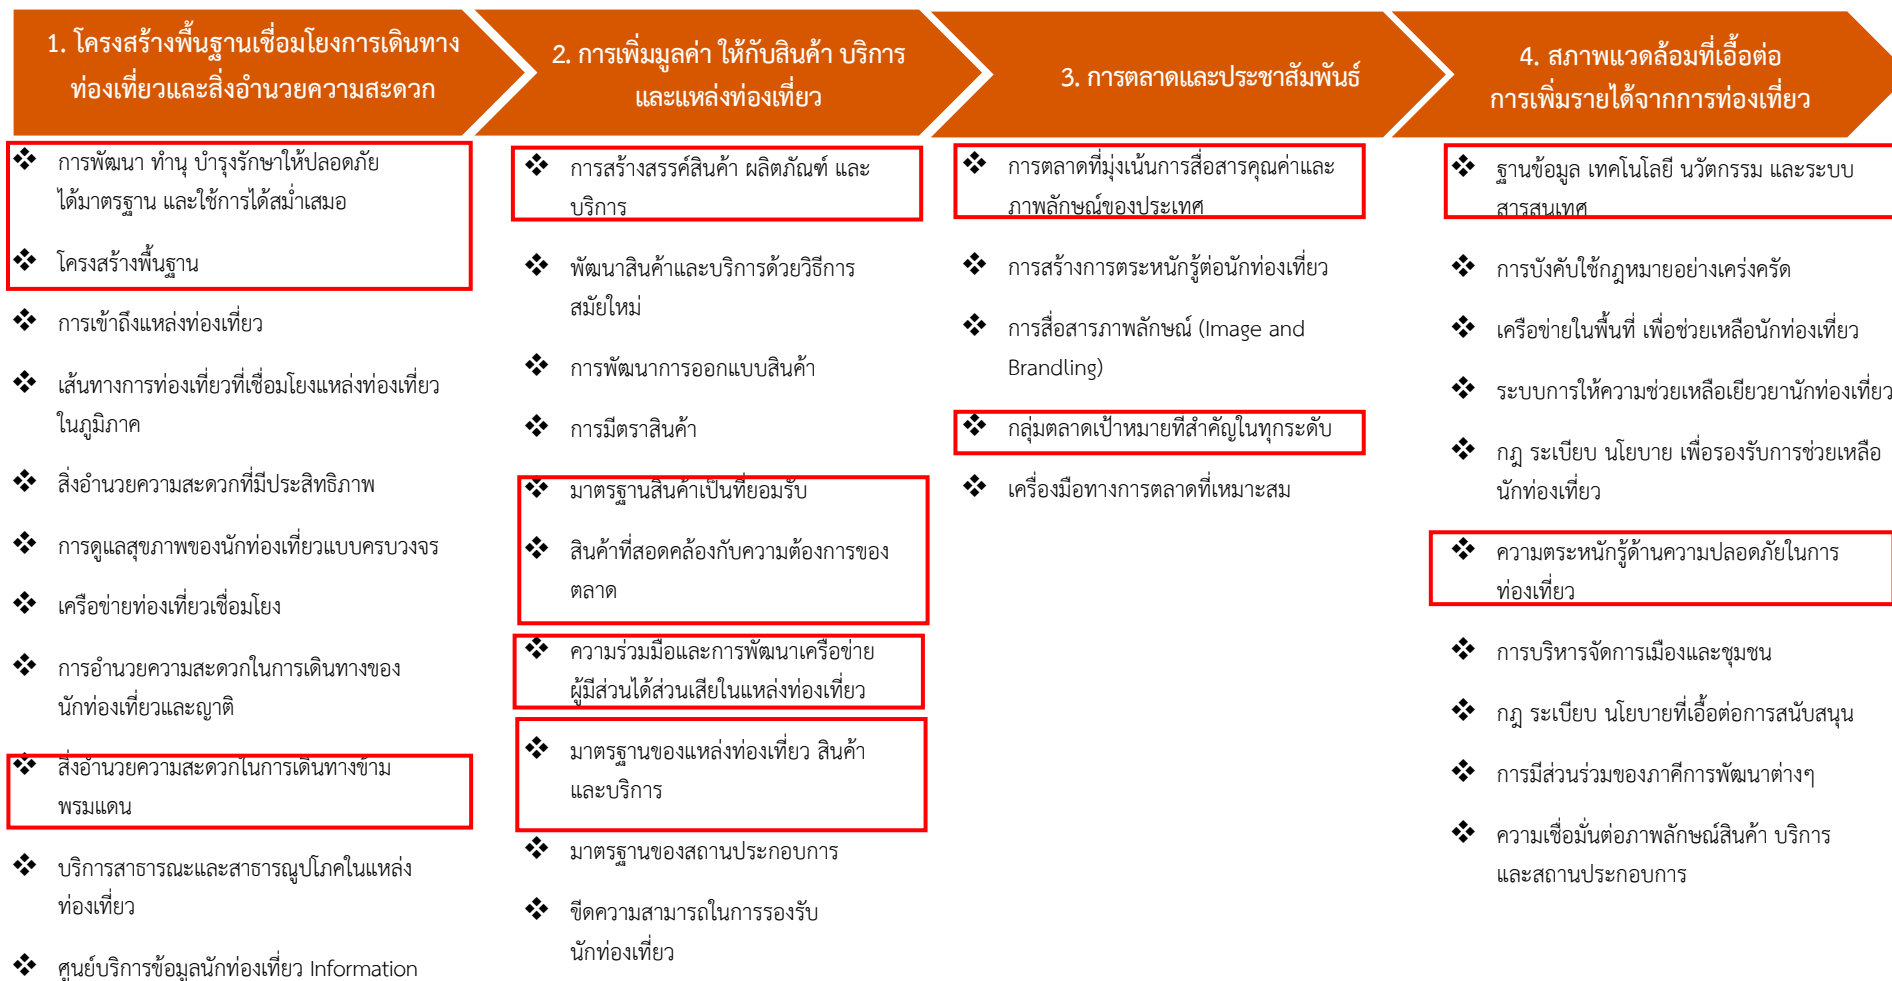 1. โครงสร้างพื้นฐานเชื่อมโยงการเดินทาง
ท่องเที่ยวและสิ่งอำนวยความสะดวก
❖ การพัฒนา ทำนุ บำรุงรักษาให้ปลอดภัย
ได้มาตรฐาน และใช้การได้สม่ำเสมอ
❖ โครงสร้างพื้นฐาน
❖ การเข้าถึงแหล่งท่องเที่ยว
❖ เส้นทางการท่องเที่ยวที่เชื่อมโยงแหล่งท่องเที่ยว
ในภูมิภาค
❖ สิ่งอำนวยความสะดวกที่มีประสิทธิภาพ
❖ การดูแลสุขภาพของนักท่องเที่ยวแบบครบวงจร
❖ เครือข่ายท่องเที่ยวเชื่อมโยง
❖ การอำนวยความสะดวกในการเดินทางของ
นักท่องเที่ยวและญาติ
❖ สิ่งอำนวยความสะดวกในการเดินทางข้าม
พรมแดน
❖ บริการสาธารณะและสาธารณูปโภคในแหล่ง
ท่องเที่ยว
❖ ศูนย์บริการข้อมูลนักท่องเที่ยว Information
2. การเพิ่มมูลค่า ให้กับสินค้า บริการ
และแหล่งท่องเที่ยว
❖ การสร้างสรรค์สินค้า ผลิตภัณฑ์ และ
บริการ
❖ พัฒนาสินค้าและบริการด้วยวิธีการ
สมัยใหม่
❖ การพัฒนาการออกแบบสินค้า
❖ การมีตราสินค้า
❖ มาตรฐานสินค้าเป็นที่ยอมรับ
❖ สินค้าที่สอดคล้องกับความต้องการของ
ตลาด
❖ ความร่วมมือและการพัฒนาเครือข่าย
ผู้มีส่วนได้ส่วนเสียในแหล่งท่องเที่ยว
❖ มาตรฐานของแหล่งท่องเที่ยว สินค้า
และบริการ
❖ มาตรฐานของสถานประกอบการ
❖ ขีดความสามารถในการรองรับ
นักท่องเที่ยว
3. การตลาดและประชาสัมพันธ์
❖ การตลาดที่มุ่งเน้นการสื่อสารคุณค่าและ
ภาพลักษณ์ของประเทศ
❖ การสร้างการตระหนักรู้ต่อนักท่องเที่ยว
❖ การสื่อสารภาพลักษณ์ (Image and
Brandling)
❖ กลุ่มตลาดเป้าหมายที่สำคัญในทุกระดับ
❖ เครื่องมือทางการตลาดที่เหมาะสม
4. สภาพแวดล้อมที่เอื้อต่อ
การเพิ่มรายได้จากการท่องเที่ยว
❖ ฐานข้อมูล เทคโนโลยี นวัตกรรม และระบบ
สารสนเทศ
❖ การบังคับใช้กฎหมายอย่างเคร่งครัด
❖ เครือข่ายในพื้นที่ เพื่อช่วยเหลือนักท่องเที่ยว
❖ ระบบการให้ความช่วยเหลือเยียวยานักท่องเที่ยว
❖ กฎ ระเบียบ นโยบาย เพื่อรองรับการช่วยเหลือ
นักท่องเที่ยว
❖ ความตระหนักรู้ด้านความปลอดภัยในการ
ท่องเที่ยว
❖ การบริหารจัดการเมืองและชุมชน
❖ กฎ ระเบียบ นโยบายที่เอื้อต่อการสนับสนุน
❖ การมีส่วนร่วมของภาคีการพัฒนาต่างๆ
❖ ความเชื่อมั่นต่อภาพลักษณ์สินค้า บริการ
และสถานประกอบการ